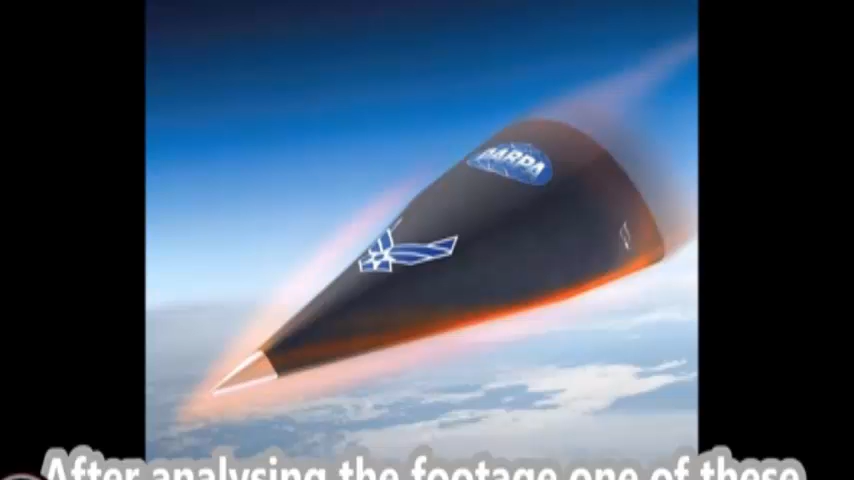 DARPA
After analysing the footage one of these